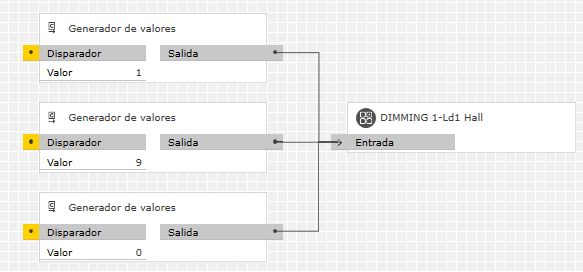 Generador de valores
Disparador Salida
Valor 1
Generador de valores
Disparador Salida
Valor 9
DIMMING 1-Ld1 Hall
Entrada
Generador de valores
Disparador Salida
Valor 0